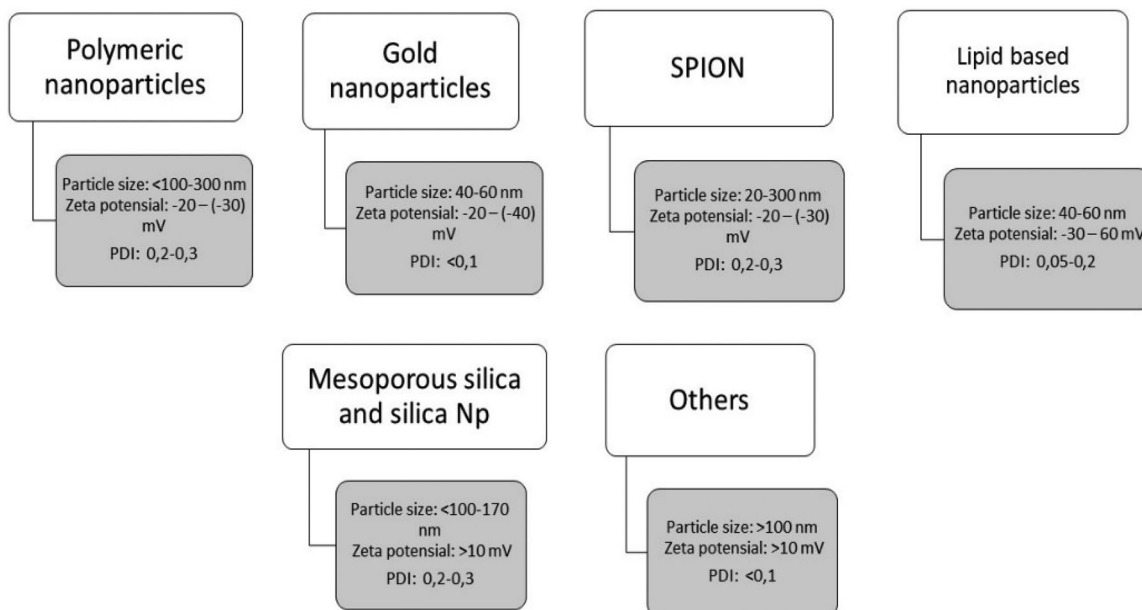 Polymeric
nanoparticles
Particle size: <100-300 nm
Zeta potensial: -20 – (-30)
mV
PDI: 0,2-0,3
Gold
nanoparticles
Particle size: 40-60 nm
Zeta potensial: -20 – (-40)
mV
PDI: <0,1
SPION
Particle size: 20-300 nm
Zeta potensial: -20 – (-30)
mV
PDI: 0,2-0,3
Lipid based
nanoparticles
Particle size: 40-60 nm
Zeta potensial: -30 – 60 mV
PDI: 0,05-0,2
Mesoporous silica
and silica Np
Particle size: <100-170
nm
Zeta potensial: >10 mV
PDI: 0,2-0,3
Others
Particle size: >100 nm
Zeta potensial: >10 mV
PDI: <0,1